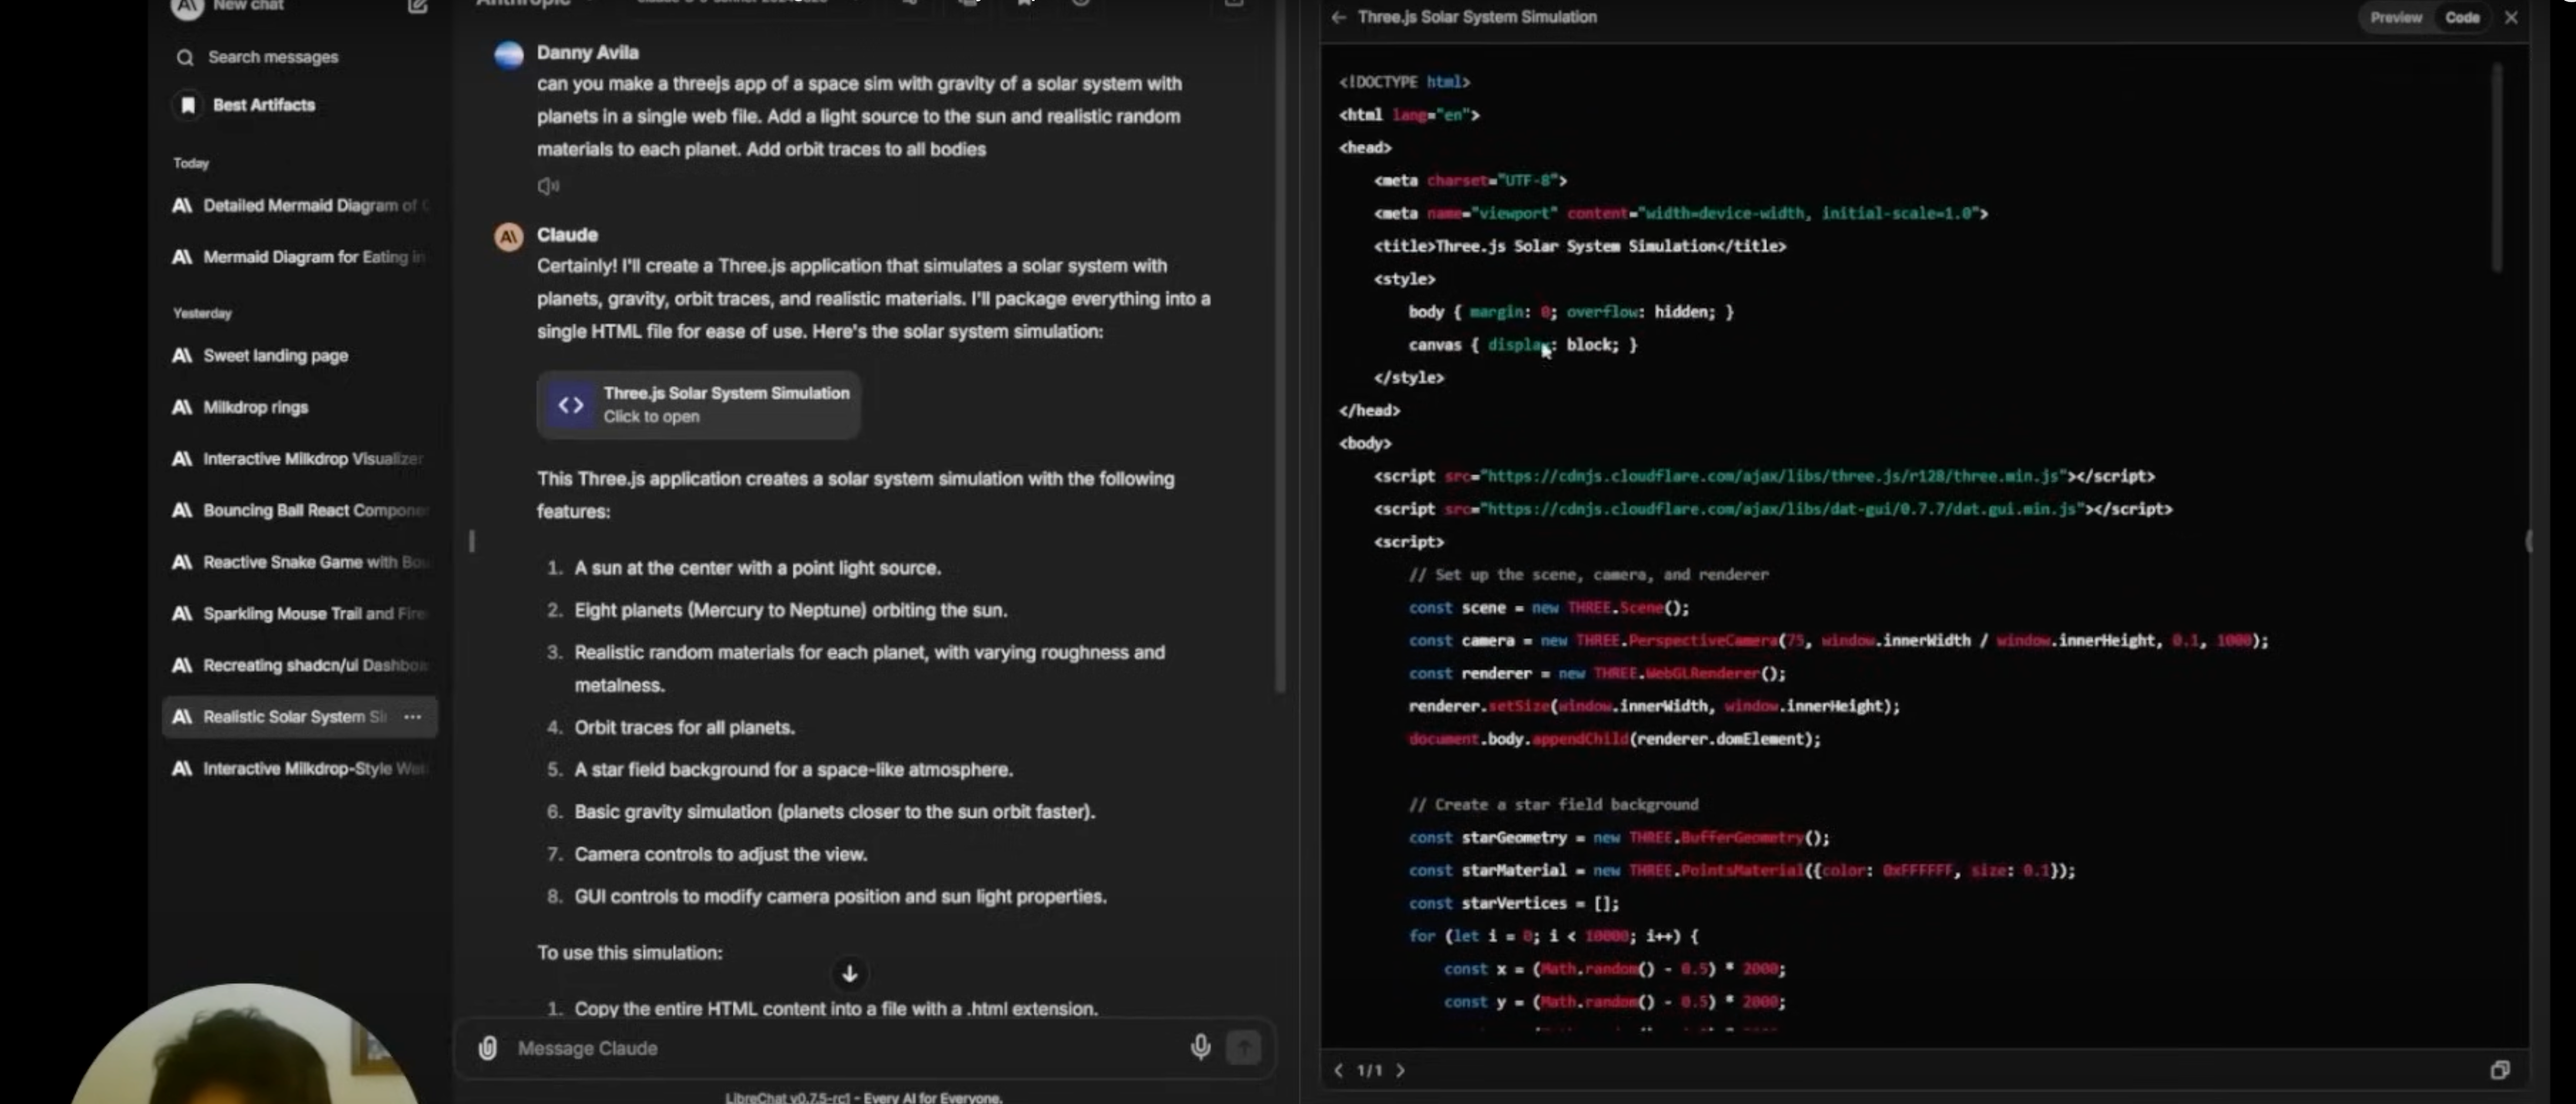 New chat
Search messages
Best Artifacts
Today
Detailed Mermaid Diagram of
Mermaid Diagram for Eating in
Yesterday
Sweet landing page
Milkdrop rings
Interactive Milkdrop Visualizer
Bouncing Ball React Componen
Reactive Snake Game with Bou
Sparkling Mouse Trail and Fire
Recreating shadcn/ui Dashboa
Realistic Solar System Si
Interactive Milkdrop-Style Web
Anthropic
Danny Avila
can you make a threejs app of a space sim with gravity of a solar system with
planets in a single web file. Add a light source to the sun and realistic random
materials to each planet. Add orbit traces to all bodies
Claude
Certainly! I'll create a Three.js application that simulates a solar system with
planets, gravity, orbit traces, and realistic materials. I'll package everything into a
single HTML file for ease of use. Here's the solar system simulation:
Three.js Solar System Simulation
Click to open
This Three.js application creates a solar system simulation with the following
features:
1. A sun at the center with a point light source.
2. Eight planets (Mercury to Neptune) orbiting the sun.
3. Realistic random materials for each planet, with varying roughness and
metalness.
4. Orbit traces for all planets.
5. A star field background for a space-like atmosphere.
6. Basic gravity simulation (planets closer to the sun orbit faster).
7. Camera controls to adjust the view.
8. GUI controls to modify camera position and sun light properties.
To use this simulation:
1. Copy the entire HTML content into a file with a .html extension.
Message Claude
LibreChat v0.7.5-rc1 - Every AI for Everyone.
Three.js Solar System Simulation
Preview Code
<!DOCTYPE html>
<html lang="en">
<head>
<meta charset="UTF-8">
<meta name="viewport" content="width=device-width, initial-scale=1.0">
<title>Three.js Solar System Simulation</title>
<style>
body { margin: 0; overflow: hidden; }
canvas { display: block; }
</style>
</head>
<body>
<script src="https://cdnjs.cloudflare.com/ajax/libs/three.js/r128/three.min.js"></script>
<script src="https://cdnjs.cloudflare.com/ajax/libs/dat-gui/0.7.7/dat.gui.min.js"></script>
<script>
// Set up the scene, camera, and renderer
const scene = new THREE.Scene();
const camera = new THREE.PerspectiveCamera(75, window.innerWidth / window.innerHeight, 0.1, 1000);
const renderer = new THREE.WebGLRenderer();
renderer.setSize(window.innerWidth, window.innerHeight);
document.body.appendChild(renderer.domElement);
// Create a star field background
const starGeometry = new THREE.BufferGeometry();
const starMaterial = new THREE.PointsMaterial({color: 0xFFFFFF, size: 0.1});
const starVertices = [];
for (let i = 0; i < 10000; i++) {
const x = (Math.random() - 0.5) * 2000;
const y = (Math.random() - 0.5) * 2000;
1/1